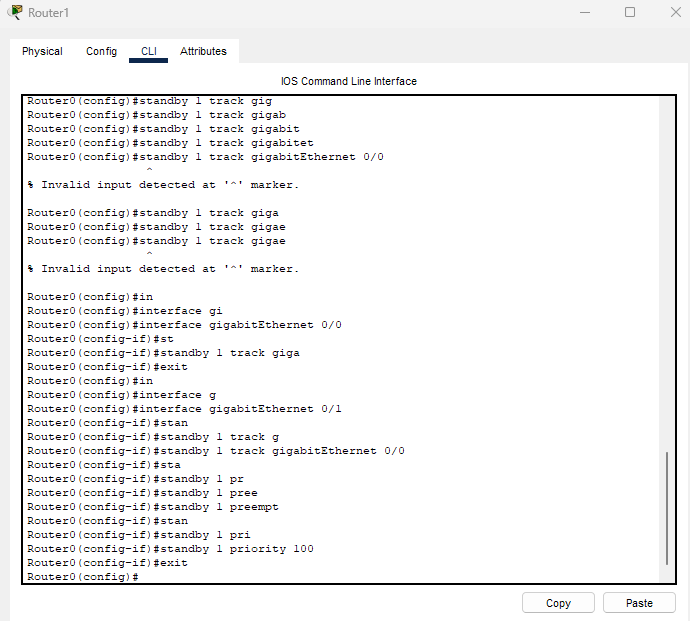 Router1
Physical Config CLI Attributes
IOS Command Line Interface
Router0(config)#standby 1 track gig
Router0(config)#standby 1 track gigab
Router0(config)#standby 1 track gigabit
Router0(config)#standby 1 track gigabitet
Router0(config)#standby 1 track gigabitEthernet 0/0
^
% Invalid input detected at '^' marker.
Router0(config)#standby 1 track giga
Router0(config)#standby 1 track gigae
Router0(config)#standby 1 track gigae
^
% Invalid input detected at '^' marker.
Router0(config)#in
Router0(config)#interface gi
Router0(config)#interface gigabitEthernet 0/0
Router0(config-if)#st
Router0(config-if)#standby 1 track giga
Router0(config-if)#exit
Router0(config)#in
Router0(config)#interface g
Router0(config)#interface gigabitEthernet 0/1
Router0(config-if)#stan
Router0(config-if)#standby 1 track g
Router0(config-if)#standby 1 track gigabitEthernet 0/0
Router0(config-if)#sta
Router0(config-if)#standby 1 pr
Router0(config-if)#standby 1 pree
Router0(config-if)#standby 1 preempt
Router0(config-if)#stan
Router0(config-if)#standby 1 pri
Router0(config-if)#standby 1 priority 100
Router0(config-if)#exit
Router0(config)#
Copy Paste